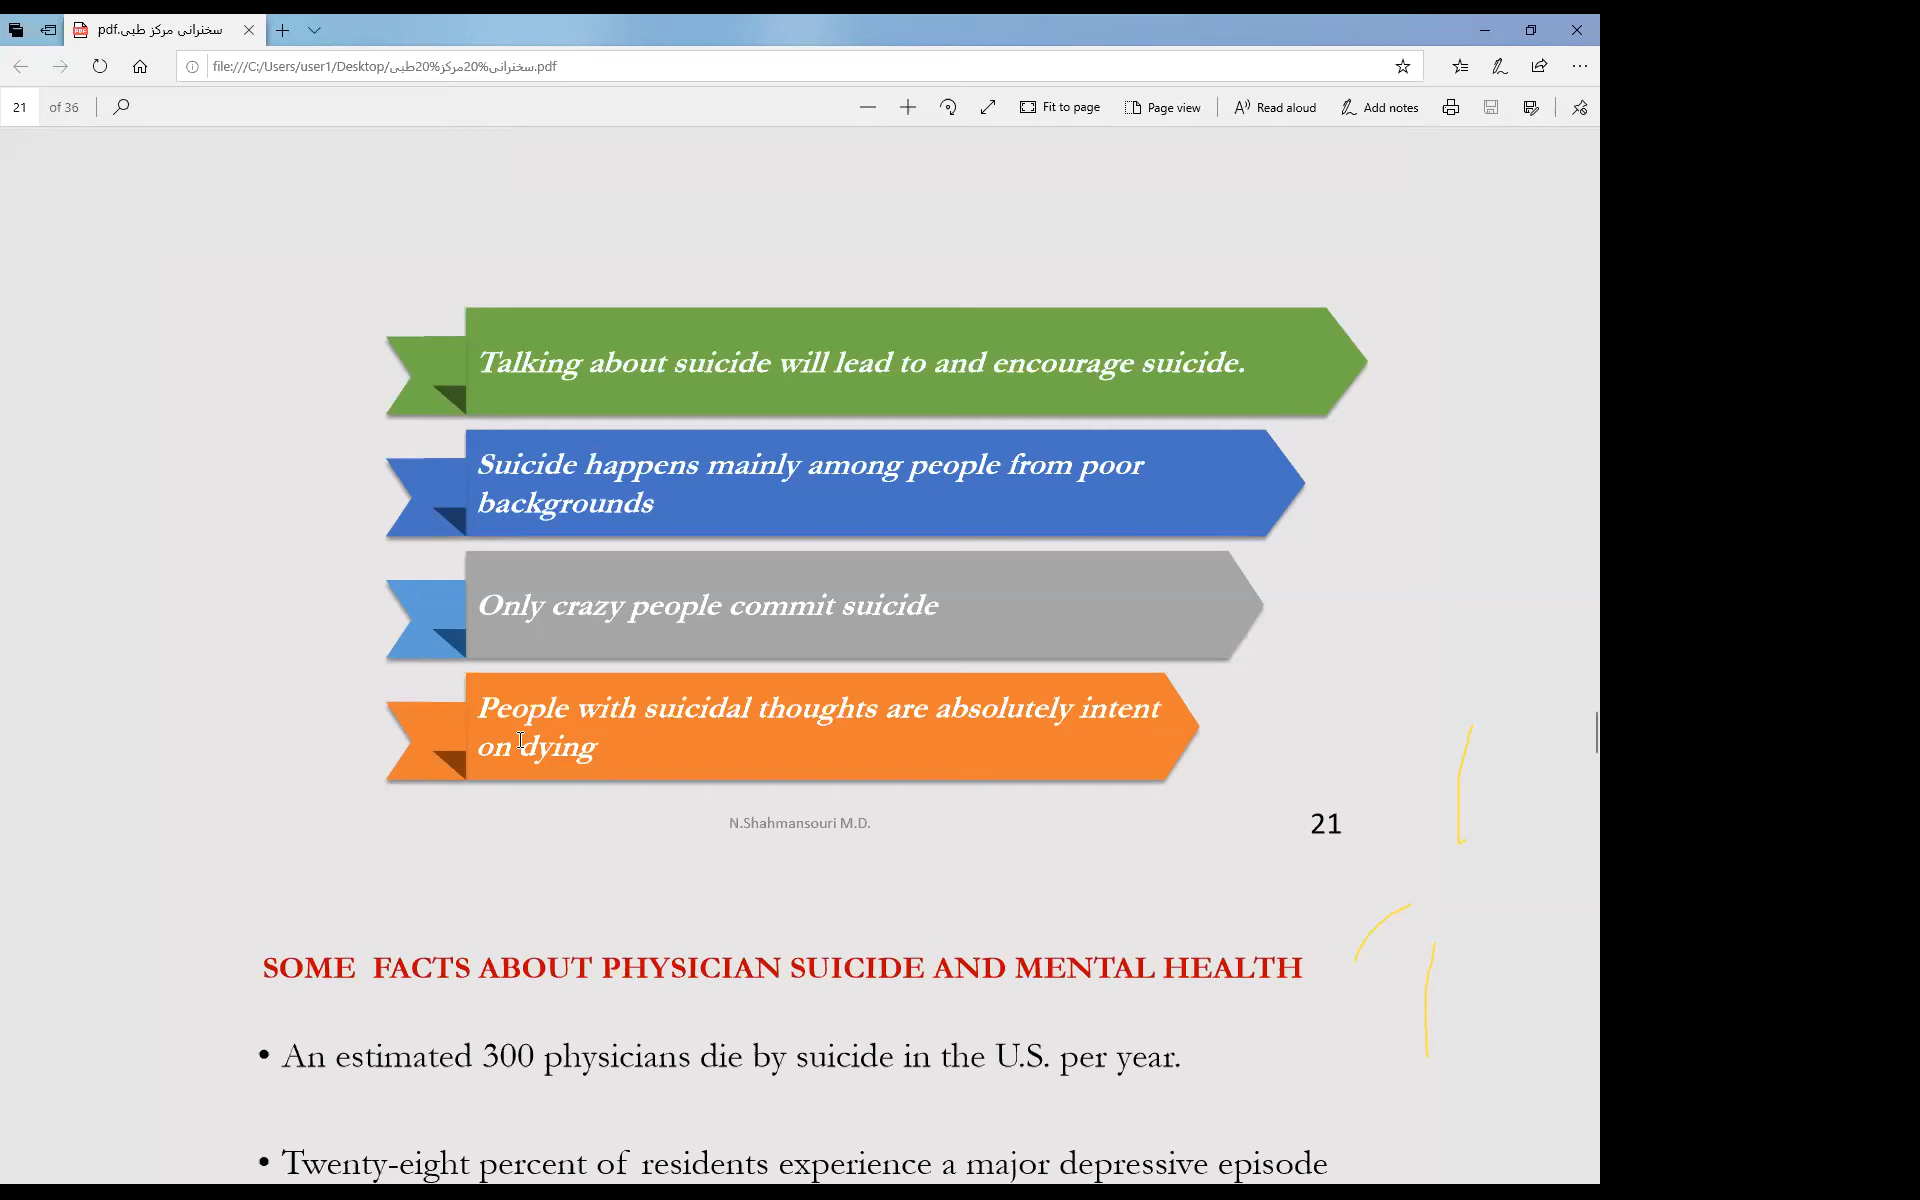 سخنرانی مرکز طبی.pdf
file:///C:/Users/user1/Desktop/سخنرانی%20مرکز%20طبی.pdf
21 of 36
Fit to page
Page view
Read aloud
Add notes
Talking about suicide will lead to and encourage suicide.
Suicide happens mainly among people from poor
backgrounds
Only crazy people commit suicide
People with suicidal thoughts are absolutely intent
on dying
N.Shahmansouri M.D.
21
SOME FACTS ABOUT PHYSICIAN SUICIDE AND MENTAL HEALTH
• An estimated 300 physicians die by suicide in the U.S. per year.
• Twenty-eight percent of residents experience a major depressive episode